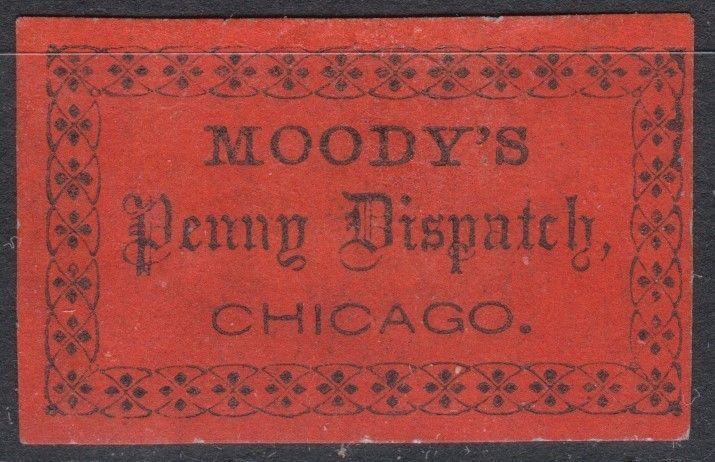 MOODY'S
Penny Dispatch,
CHICAGO.